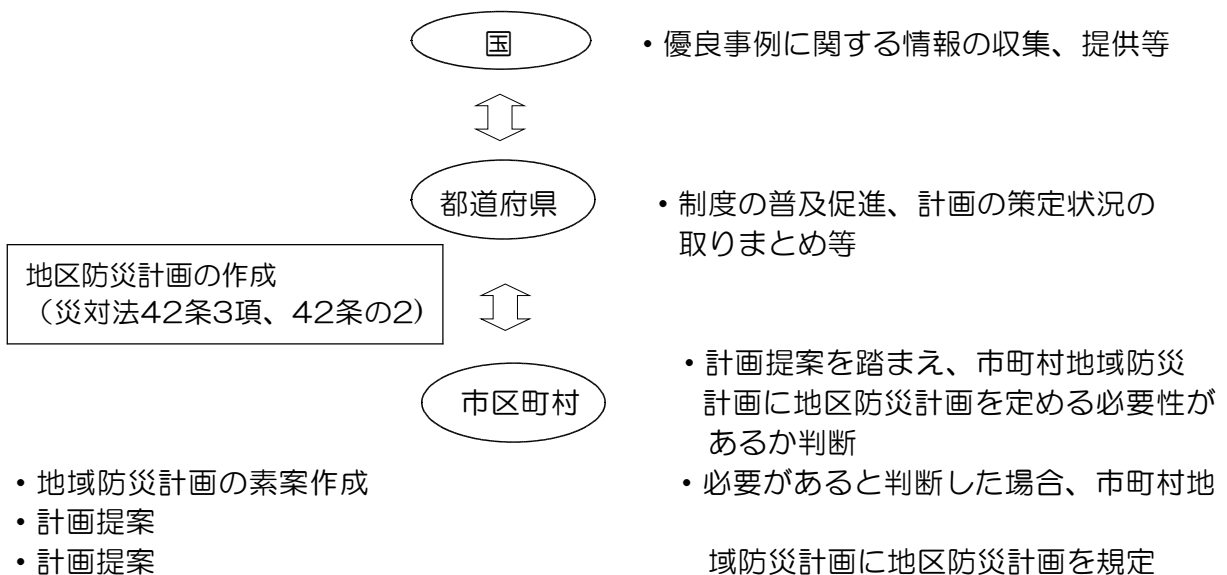 国
・優良事例に関する情報の収集、提供等
都道府県
・制度の普及促進、計画の策定状況の
取りまとめ等
地区防災計画の作成
（災対法42条3項、42条の2）
市区町村
・計画提案を踏まえ、市町村地域防災
計画に地区防災計画を定める必要性が
あるか判断
・地域防災計画の素案作成
・計画提案
・計画提案
・必要があると判断した場合、市町村地
域防災計画に地区防災計画を規定